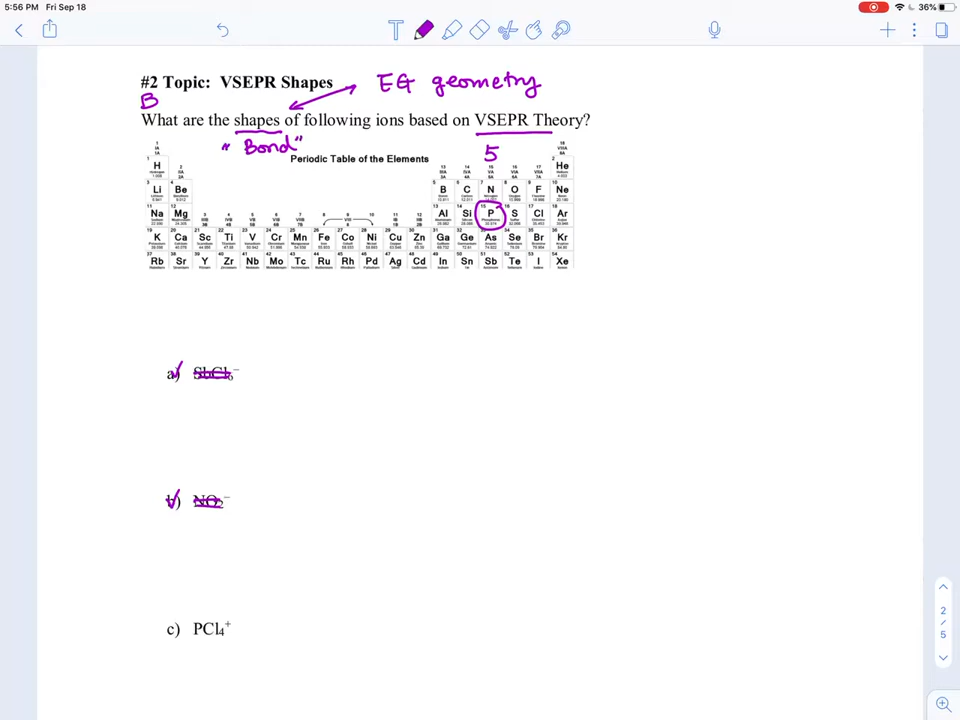 5:56 PM Fri Sep 18
36%
#2 Topic: VSEPR Shapes
EG geometry
B
What are the shapes of following ions based on VSEPR Theory?
"Bond"
5
Periodic Table of the Elements
H He
Li Be B C N O F Ne
Na Mg Al Si P S Cl Ar
K Ca Sc Ti V Cr Mn Fe Co Ni Cu Zn Ga Ge As Se Br Kr
Rb Sr Y Zr Nb Mo Tc Ru Rh Pd Ag Cd In Sn Sb Te I Xe
a) SbCl₆⁻
b) NO₂⁻
c) PCl₄⁺
2
/
5